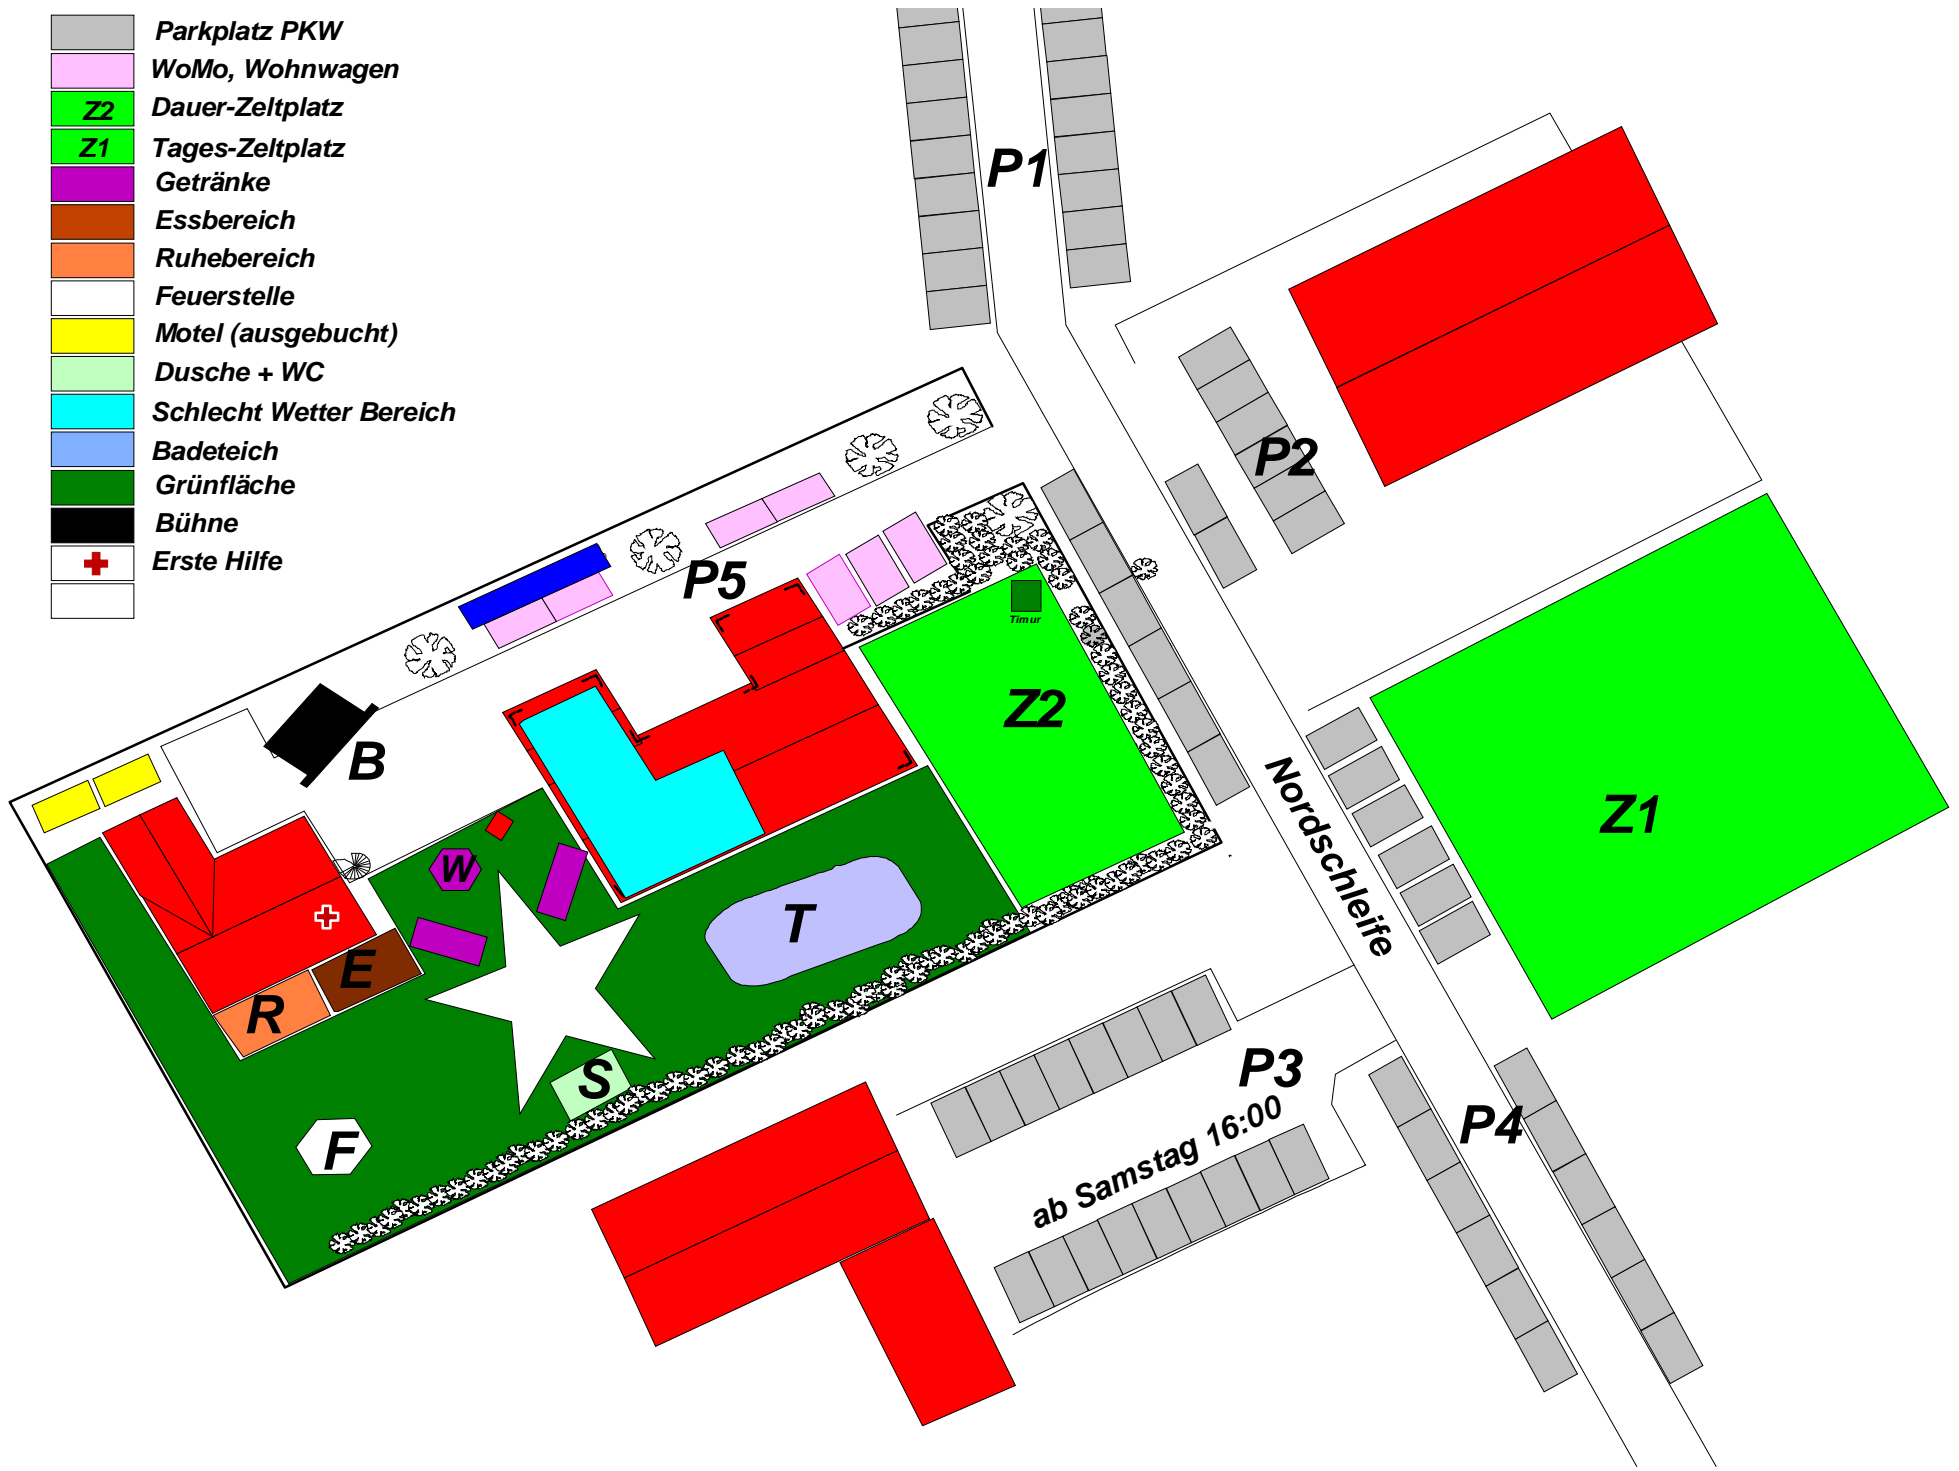 Parkplatz PKW
WoMo, Wohnwagen
Z2 Dauer-Zeltplatz
Z1 Tages-Zeltplatz
Getränke
Essbereich
Ruhebereich
Feuerstelle
Motel (ausgebucht)
Dusche + WC
Schlecht Wetter Bereich
Badeteich
Grünfläche
Bühne
Erste Hilfe
P1
P2
P5
Timur
Z2
B
Nordschleife
Z1
W
T
E
R
P3
S
ab Samstag 16:00
P4
F